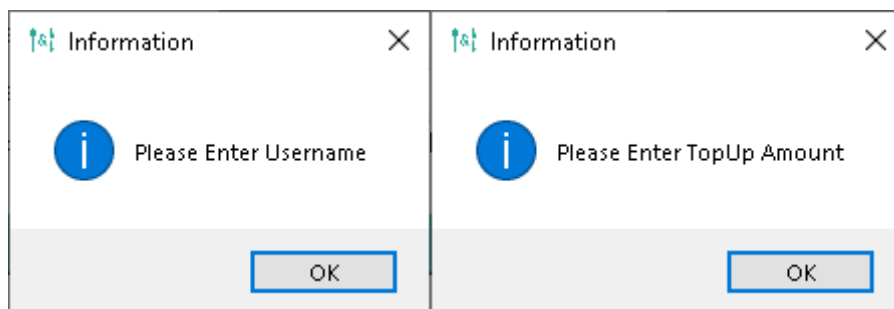 Information
Please Enter Username
OK
Information
Please Enter TopUp Amount
OK